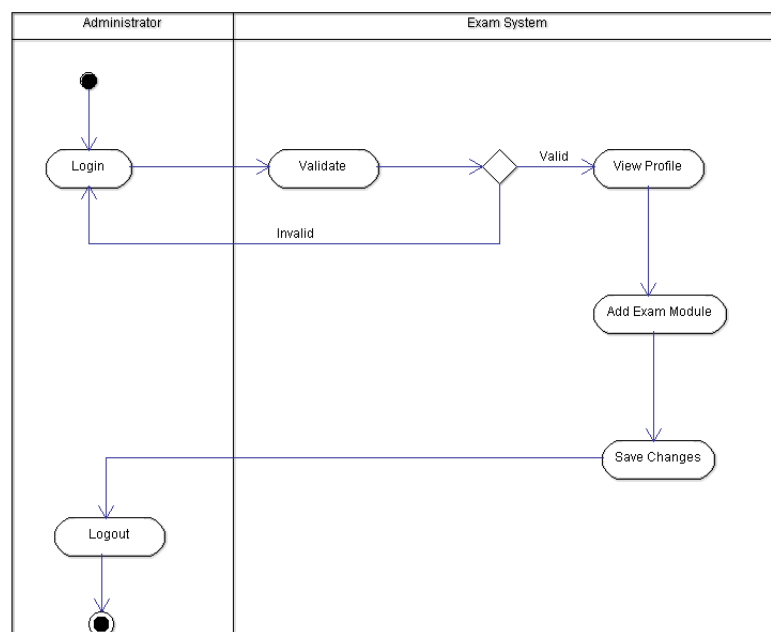 Administrator
Exam System
Login
Validate
Valid
View Profile
Invalid
Add Exam Module
Save Changes
Logout